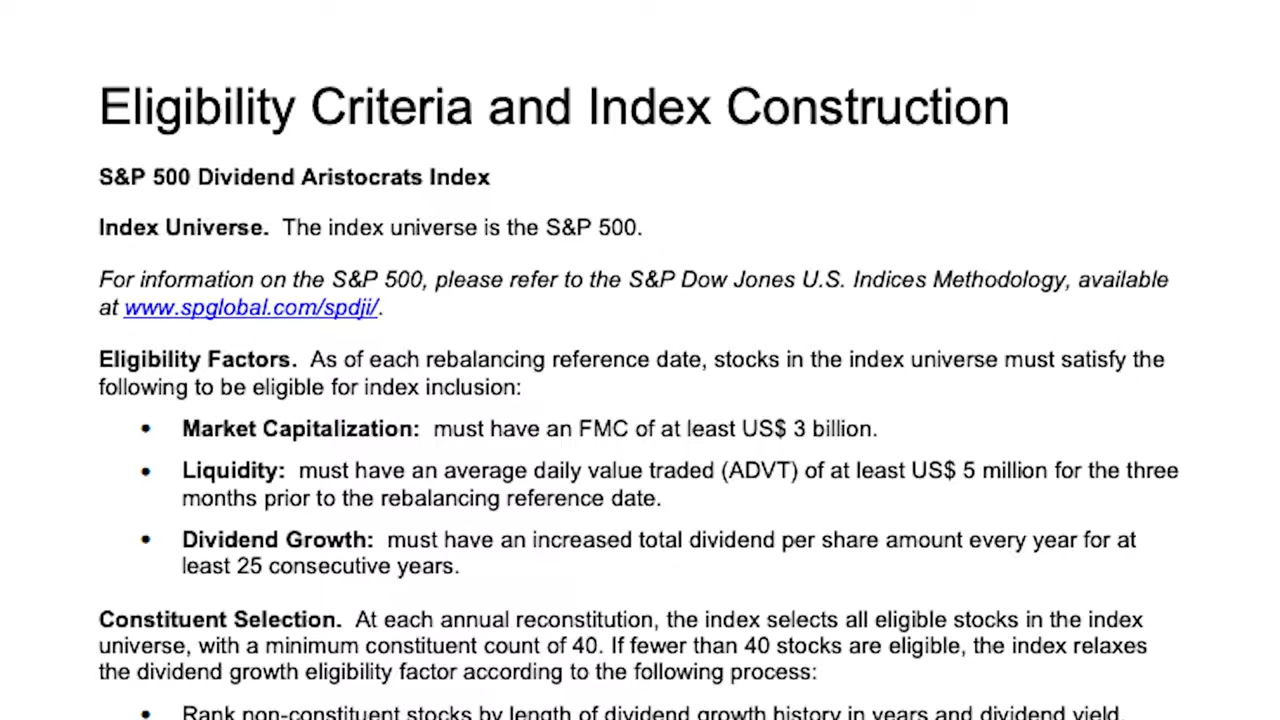 Eligibility Criteria and Index Construction
S&P 500 Dividend Aristocrats Index
Index Universe. The index universe is the S&P 500.
For information on the S&P 500, please refer to the S&P Dow Jones U.S. Indices Methodology, available
at www.spglobal.com/spdji/.
Eligibility Factors. As of each rebalancing reference date, stocks in the index universe must satisfy the
following to be eligible for index inclusion:
• Market Capitalization: must have an FMC of at least US$ 3 billion.
• Liquidity: must have an average daily value traded (ADVT) of at least US$ 5 million for the three
months prior to the rebalancing reference date.
• Dividend Growth: must have an increased total dividend per share amount every year for at
least 25 consecutive years.
Constituent Selection. At each annual reconstitution, the index selects all eligible stocks in the index
universe, with a minimum constituent count of 40. If fewer than 40 stocks are eligible, the index relaxes
the dividend growth eligibility factor according to the following process:
• Rank non-constituent stocks by length of dividend growth history in years and dividend yield,